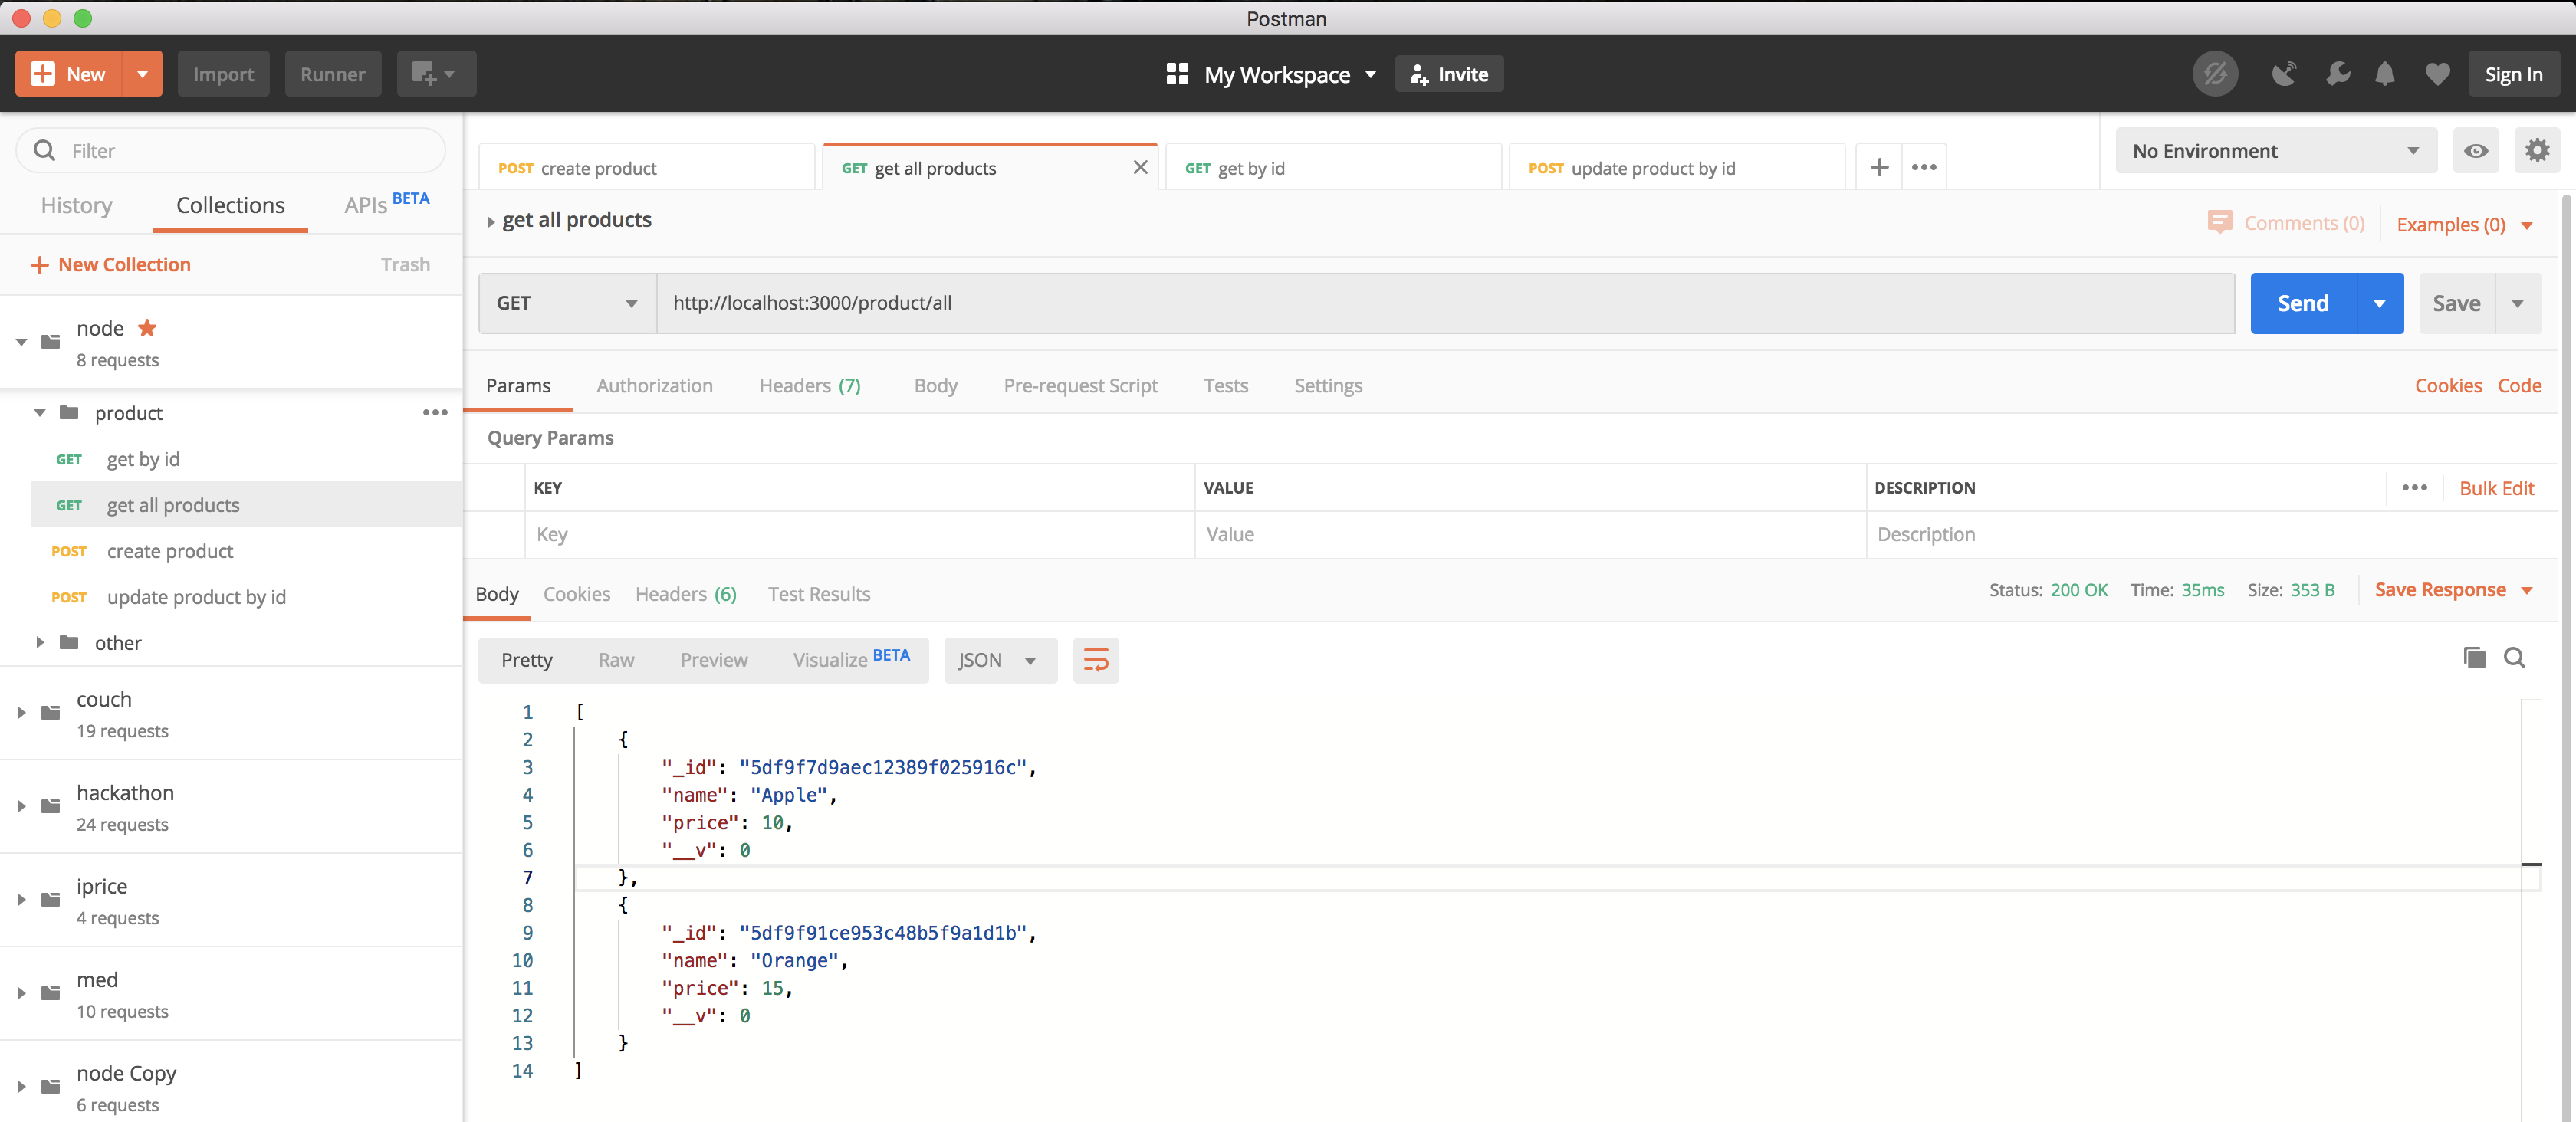 Postman
New Import Runner My Workspace Invite Sign In
Filter
History Collections APIs BETA
New Collection Trash
node
8 requests
product
GET get by id
GET get all products
POST create product
POST update product by id
other
couch
19 requests
hackathon
24 requests
iprice
4 requests
med
10 requests
node Copy
6 requests
POST create product GET get all products GET get by id POST update product by id
No Environment
get all products Comments (0) Examples (0)
GET http://localhost:3000/product/all Send Save
Params Authorization Headers (7) Body Pre-request Script Tests Settings Cookies Code
Query Params
KEY VALUE DESCRIPTION Bulk Edit
Key Value Description
Body Cookies Headers (6) Test Results Status: 200 OK Time: 35ms Size: 353 B Save Response
Pretty Raw Preview Visualize BETA JSON
1 [
2 {
3 "_id": "5df9f7d9aec12389f025916c",
4 "name": "Apple",
5 "price": 10,
6 "__v": 0
7 },
8 {
9 "_id": "5df9f91ce953c48b5f9a1d1b",
10 "name": "Orange",
11 "price": 15,
12 "__v": 0
13 }
14 ]